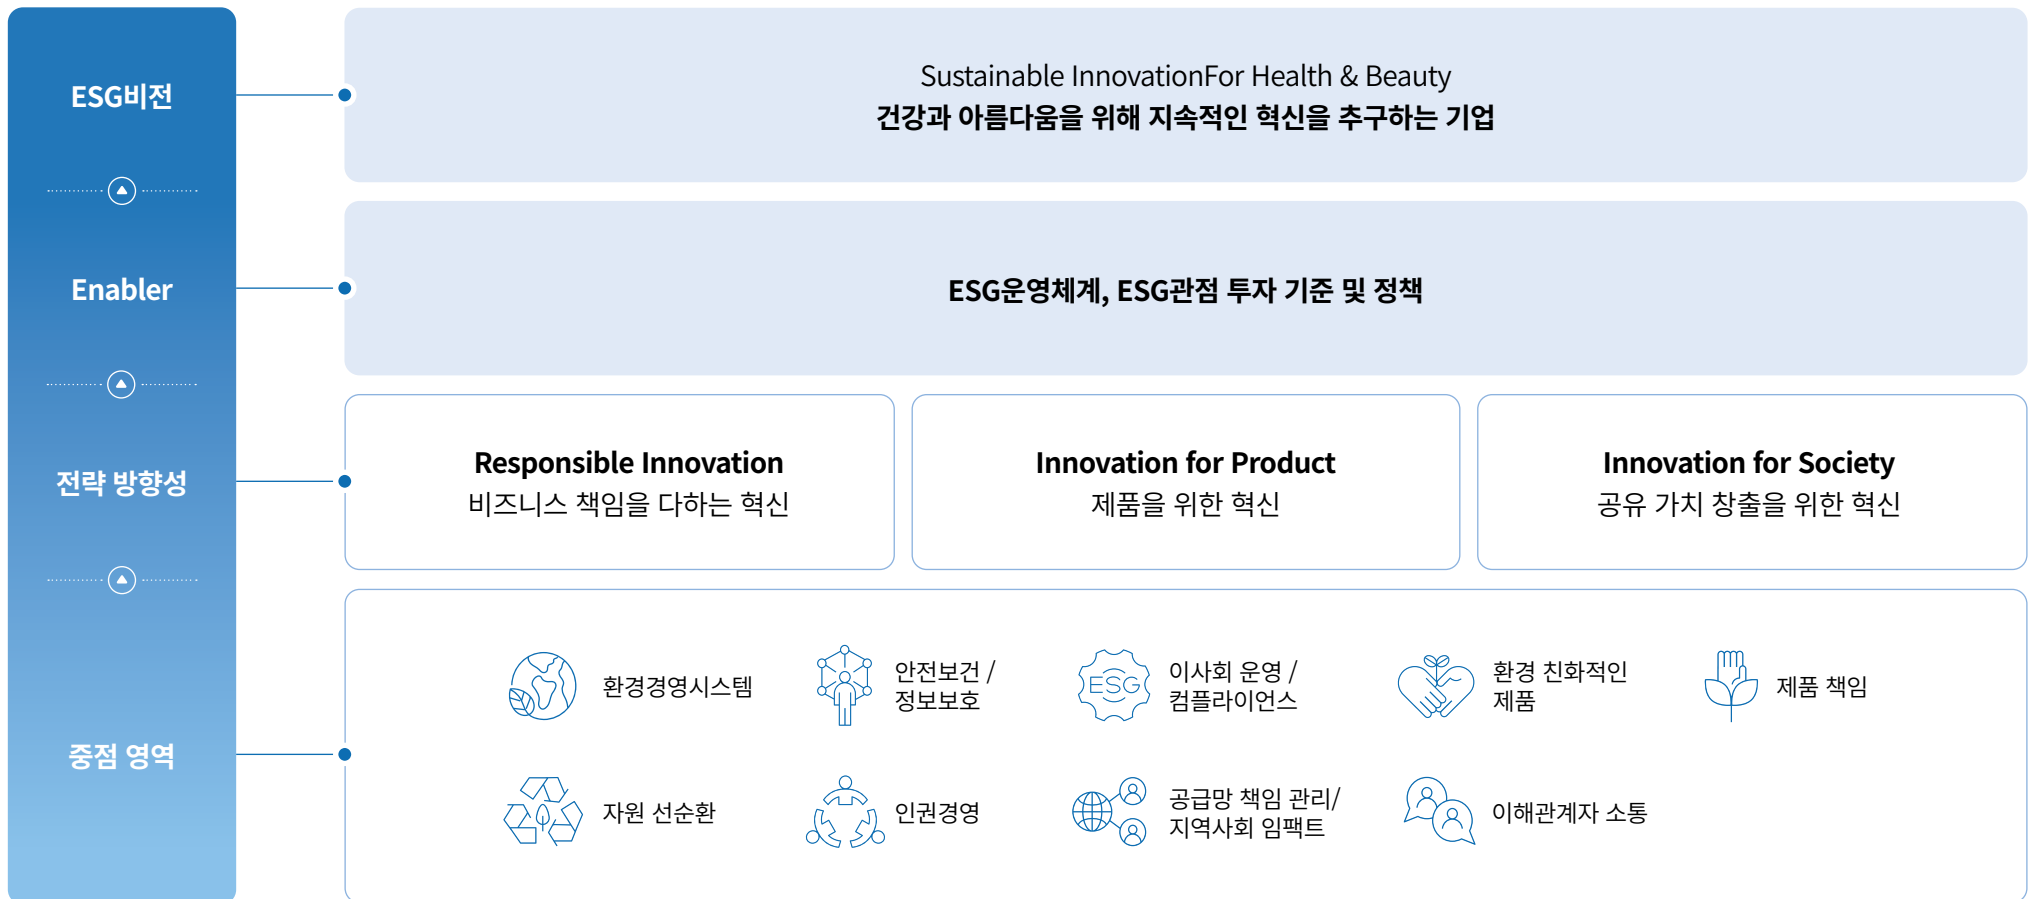 ESG비전
Sustainable InnovationFor Health & Beauty
건강과 아름다움을 위해 지속적인 혁신을 추구하는 기업
Enabler
ESG운영체계, ESG관점 투자 기준 및 정책
전략 방향성
Responsible Innovation
비즈니스 책임을 다하는 혁신
Innovation for Product
제품을 위한 혁신
Innovation for Society
공유 가치 창출을 위한 혁신
중점 영역
환경경영시스템
안전보건 /
정보보호
ESG
이사회 운영 /
컴플라이언스
환경 친화적인
제품
제품 책임
자원 선순환
인권경영
공급망 책임 관리/
지역사회 임팩트
이해관계자 소통